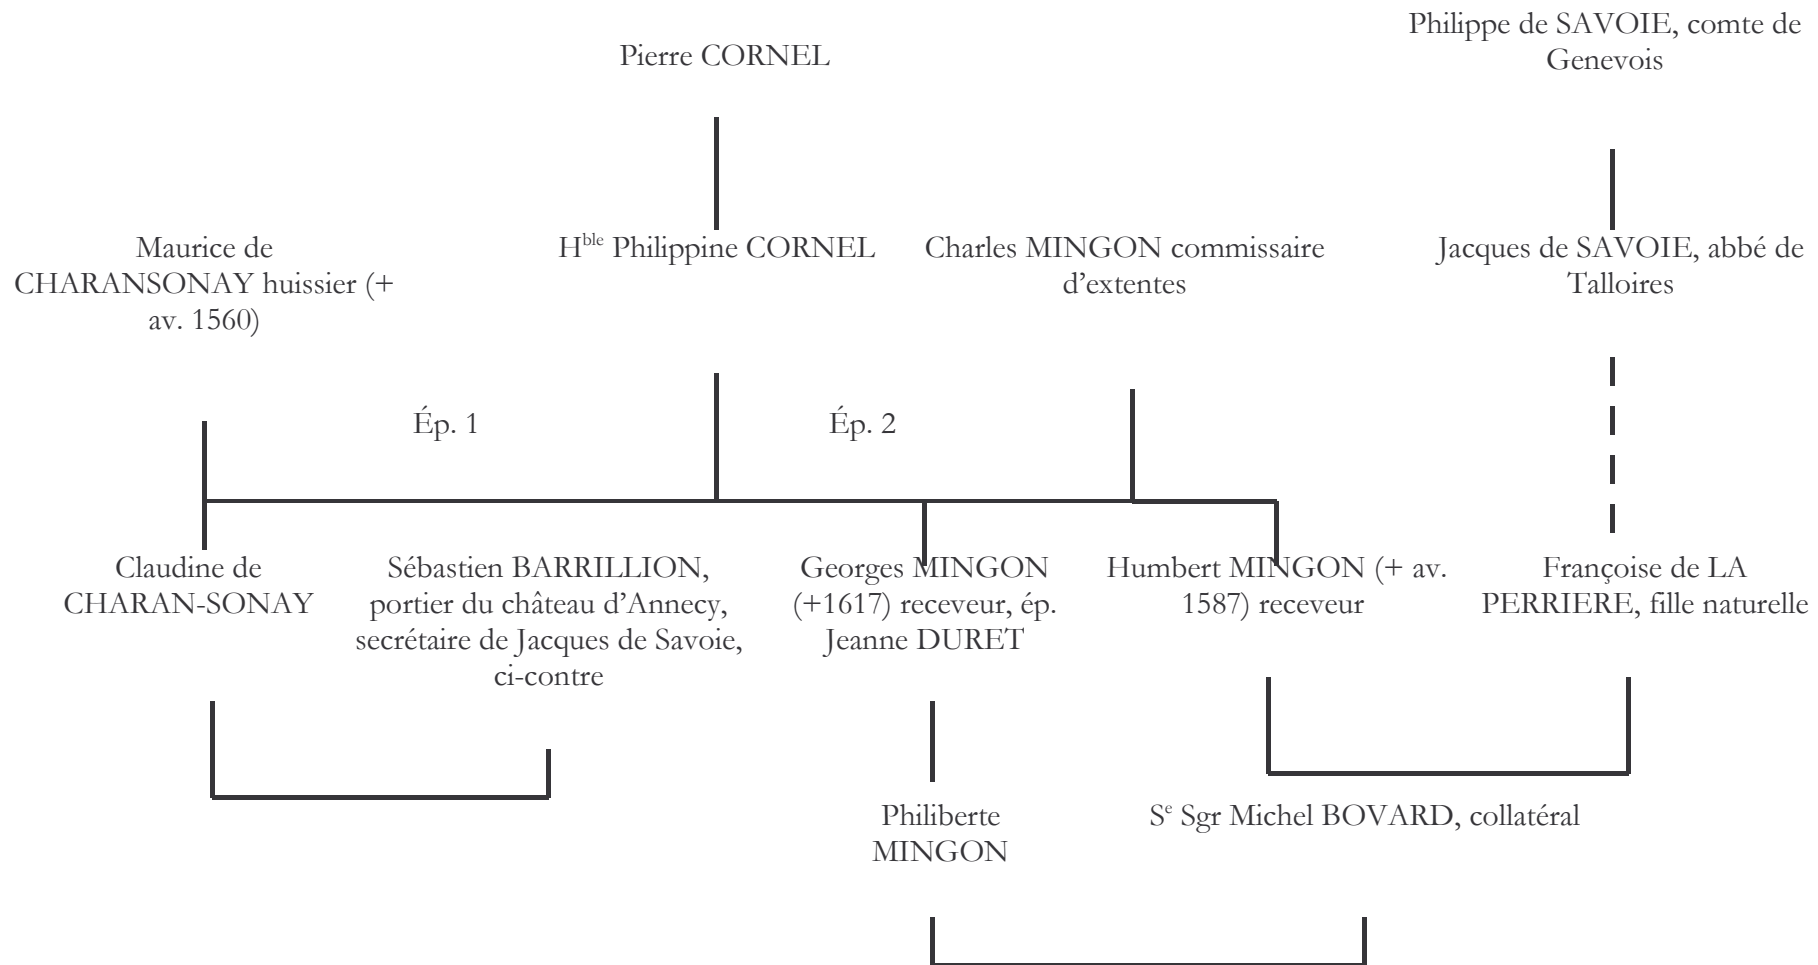 Philippe de SAVOIE, comte de
Genevois
Pierre CORNEL
Maurice de
CHARANSONAY huissier (+
av. 1560)
Hble Philippine CORNEL
Charles MINGON commissaire
d’extentes
Jacques de SAVOIE, abbé de
Talloires
Ép. 1
Ép. 2
Claudine de
CHARAN-SONAY
Sébastien BARRILLION,
portier du château d’Annecy,
secrétaire de Jacques de Savoie,
ci-contre
Georges MINGON
(+1617) receveur, ép.
Jeanne DURET
Humbert MINGON (+ av.
1587) receveur
Françoise de LA
PERRIERE, fille naturelle
Philiberte
MINGON
Se Sgr Michel BOVARD, collatéral